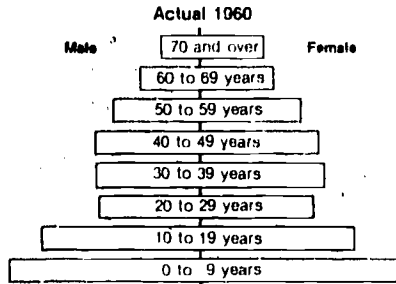 Actual 1960
Male
70 and over
Female
60 to 69 years
50 to 59 years
40 to 49 years
30 to 39 years
20 to 29 years
10 to 19 years
0 to 9 years